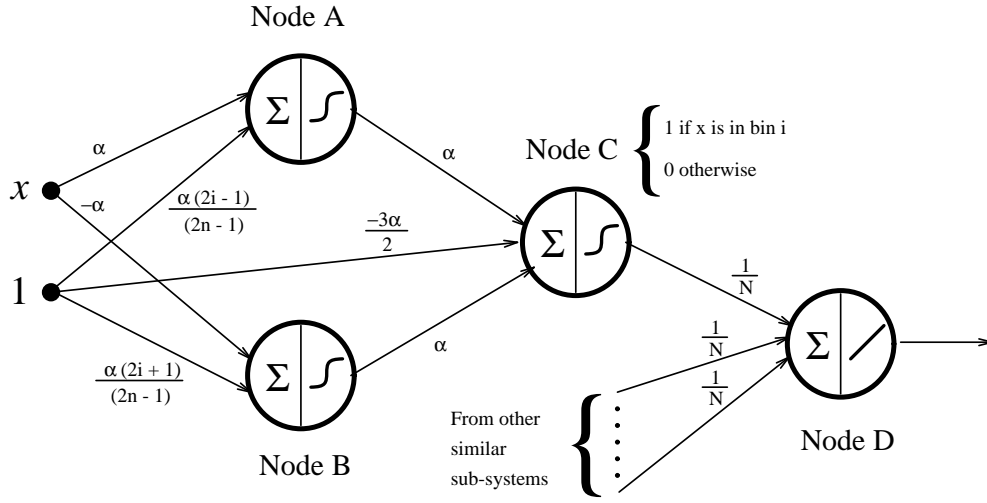 Node A
Σ
α
x
-α
α (2i - 1)
(2n - 1)
1
α (2i + 1)
(2n - 1)
Σ
Node B
α
-3α
2
α
Node C
{ 1 if x is in bin i
0 otherwise
Σ
1
N
1
N
1
N
Σ
Node D
From other
similar
sub-systems